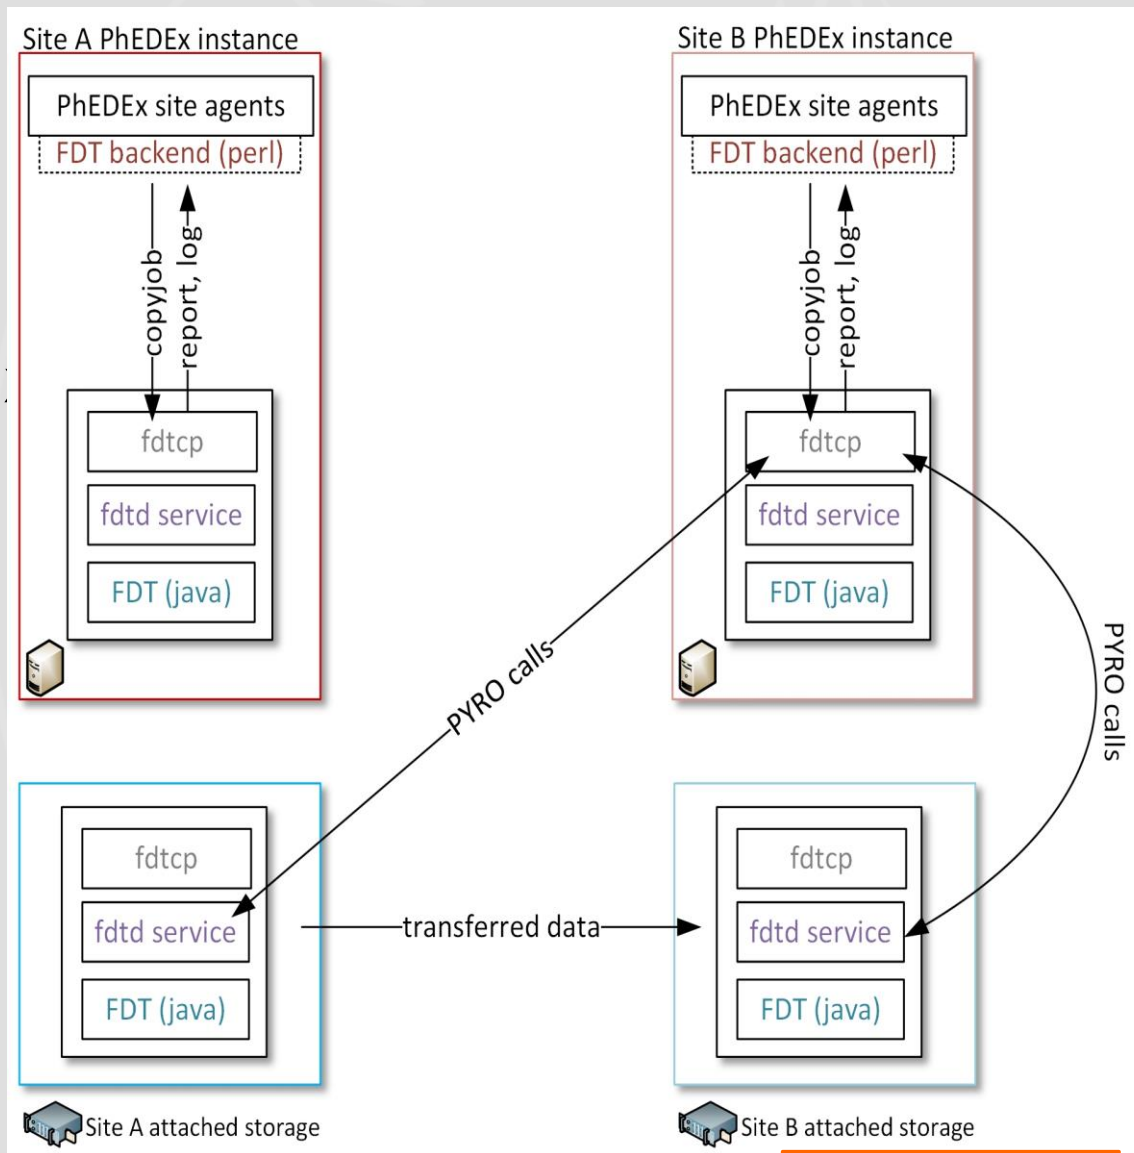 Site A PhEDEx instance
PhEDEx site agents
FDT backend (perl)
copyjob
report, log
fdtcp
fdtd service
FDT (java)
Site B PhEDEx instance
PhEDEx site agents
FDT backend (perl)
copyjob
report, log
fdtcp
fdtd service
FDT (java)
PYRO calls
PYRO calls
fdtcp
fdtd service
FDT (java)
Site A attached storage
transferred data
fdtcp
fdtd service
FDT (java)
Site B attached storage